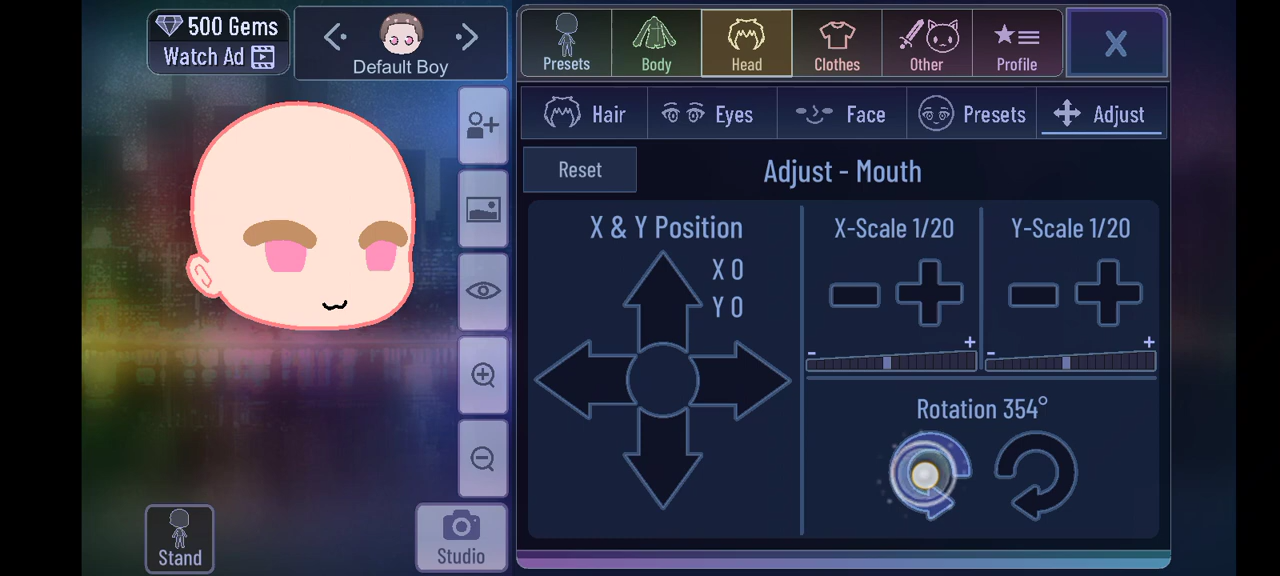 500 Gems
Watch Ad
Default Boy
Presets
Body
Head
Clothes
Other
Profile
X
Hair
Eyes
Face
Presets
Adjust
Reset
Adjust - Mouth
X & Y Position
X 0
Y 0
X-Scale 1/20
Y-Scale 1/20
- +
- +
Rotation 354°
Stand
Studio